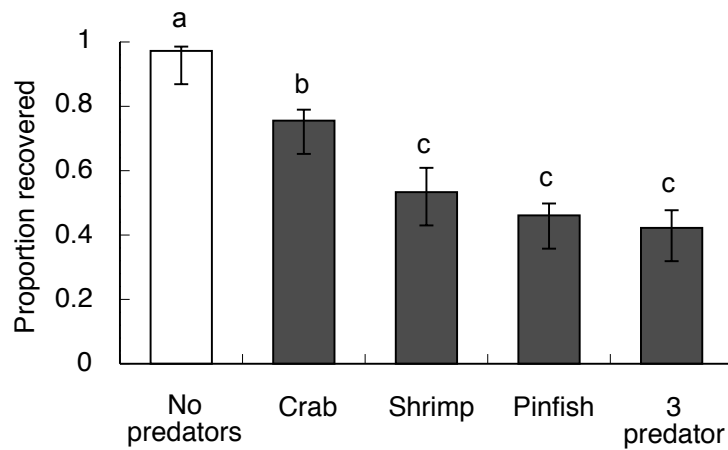 a
b
c
c
c
1
0.8
0.6
0.4
0.2
0
Proportion recovered
No predators
Crab
Shrimp
Pinfish
3 predator